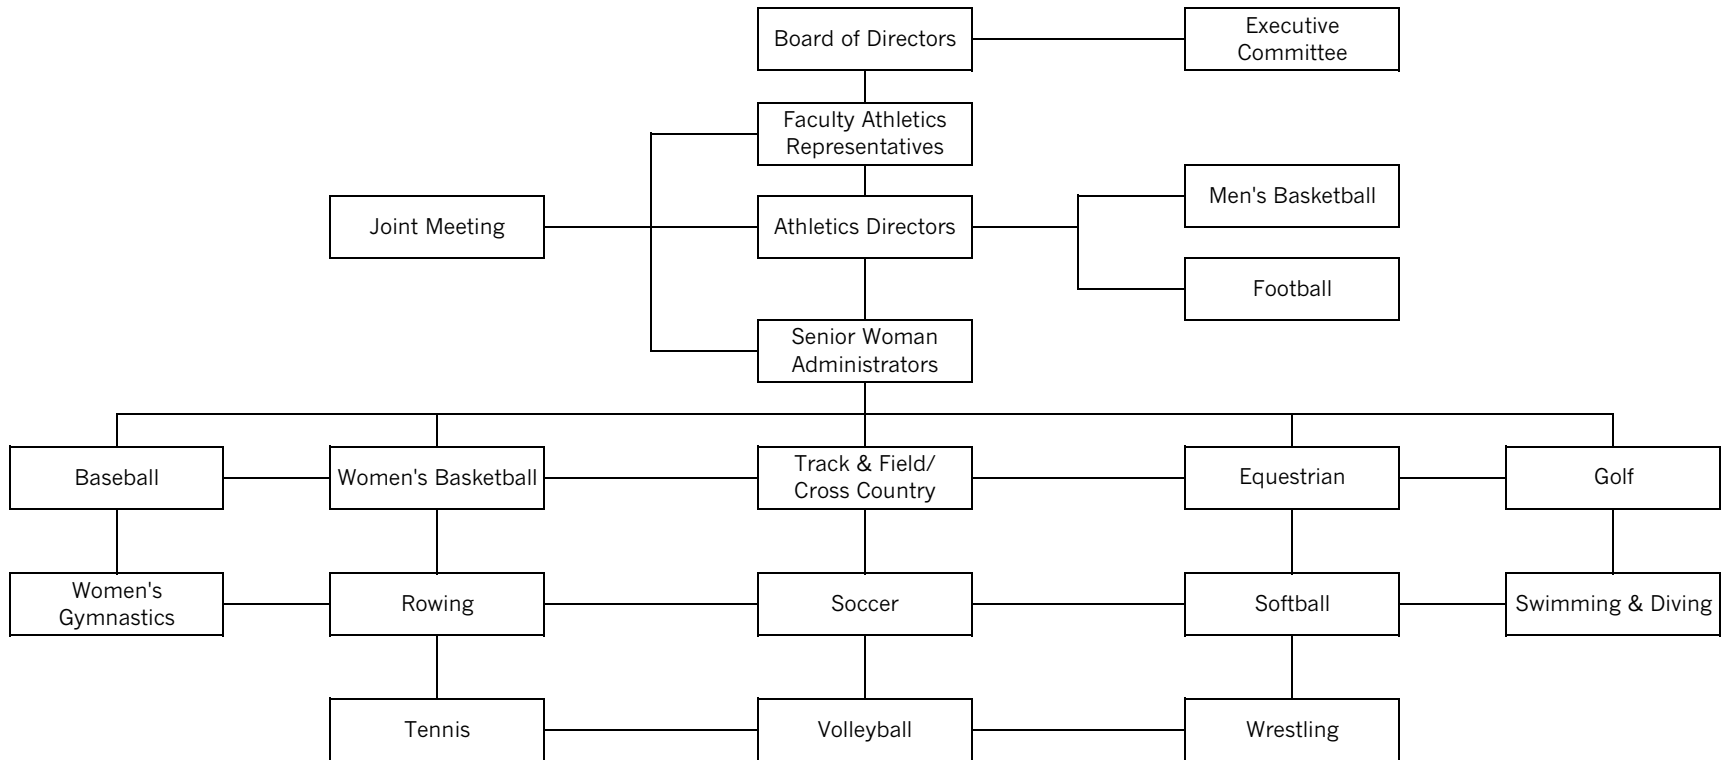 Board of Directors
Executive
Committee
Faculty Athletics
Representatives
Men's Basketball
Joint Meeting
Athletics Directors
Football
Senior Woman
Administrators
Baseball
Women's Basketball
Track & Field/
Cross Country
Equestrian
Golf
Women's
Gymnastics
Rowing
Soccer
Softball
Swimming & Diving
Tennis
Volleyball
Wrestling